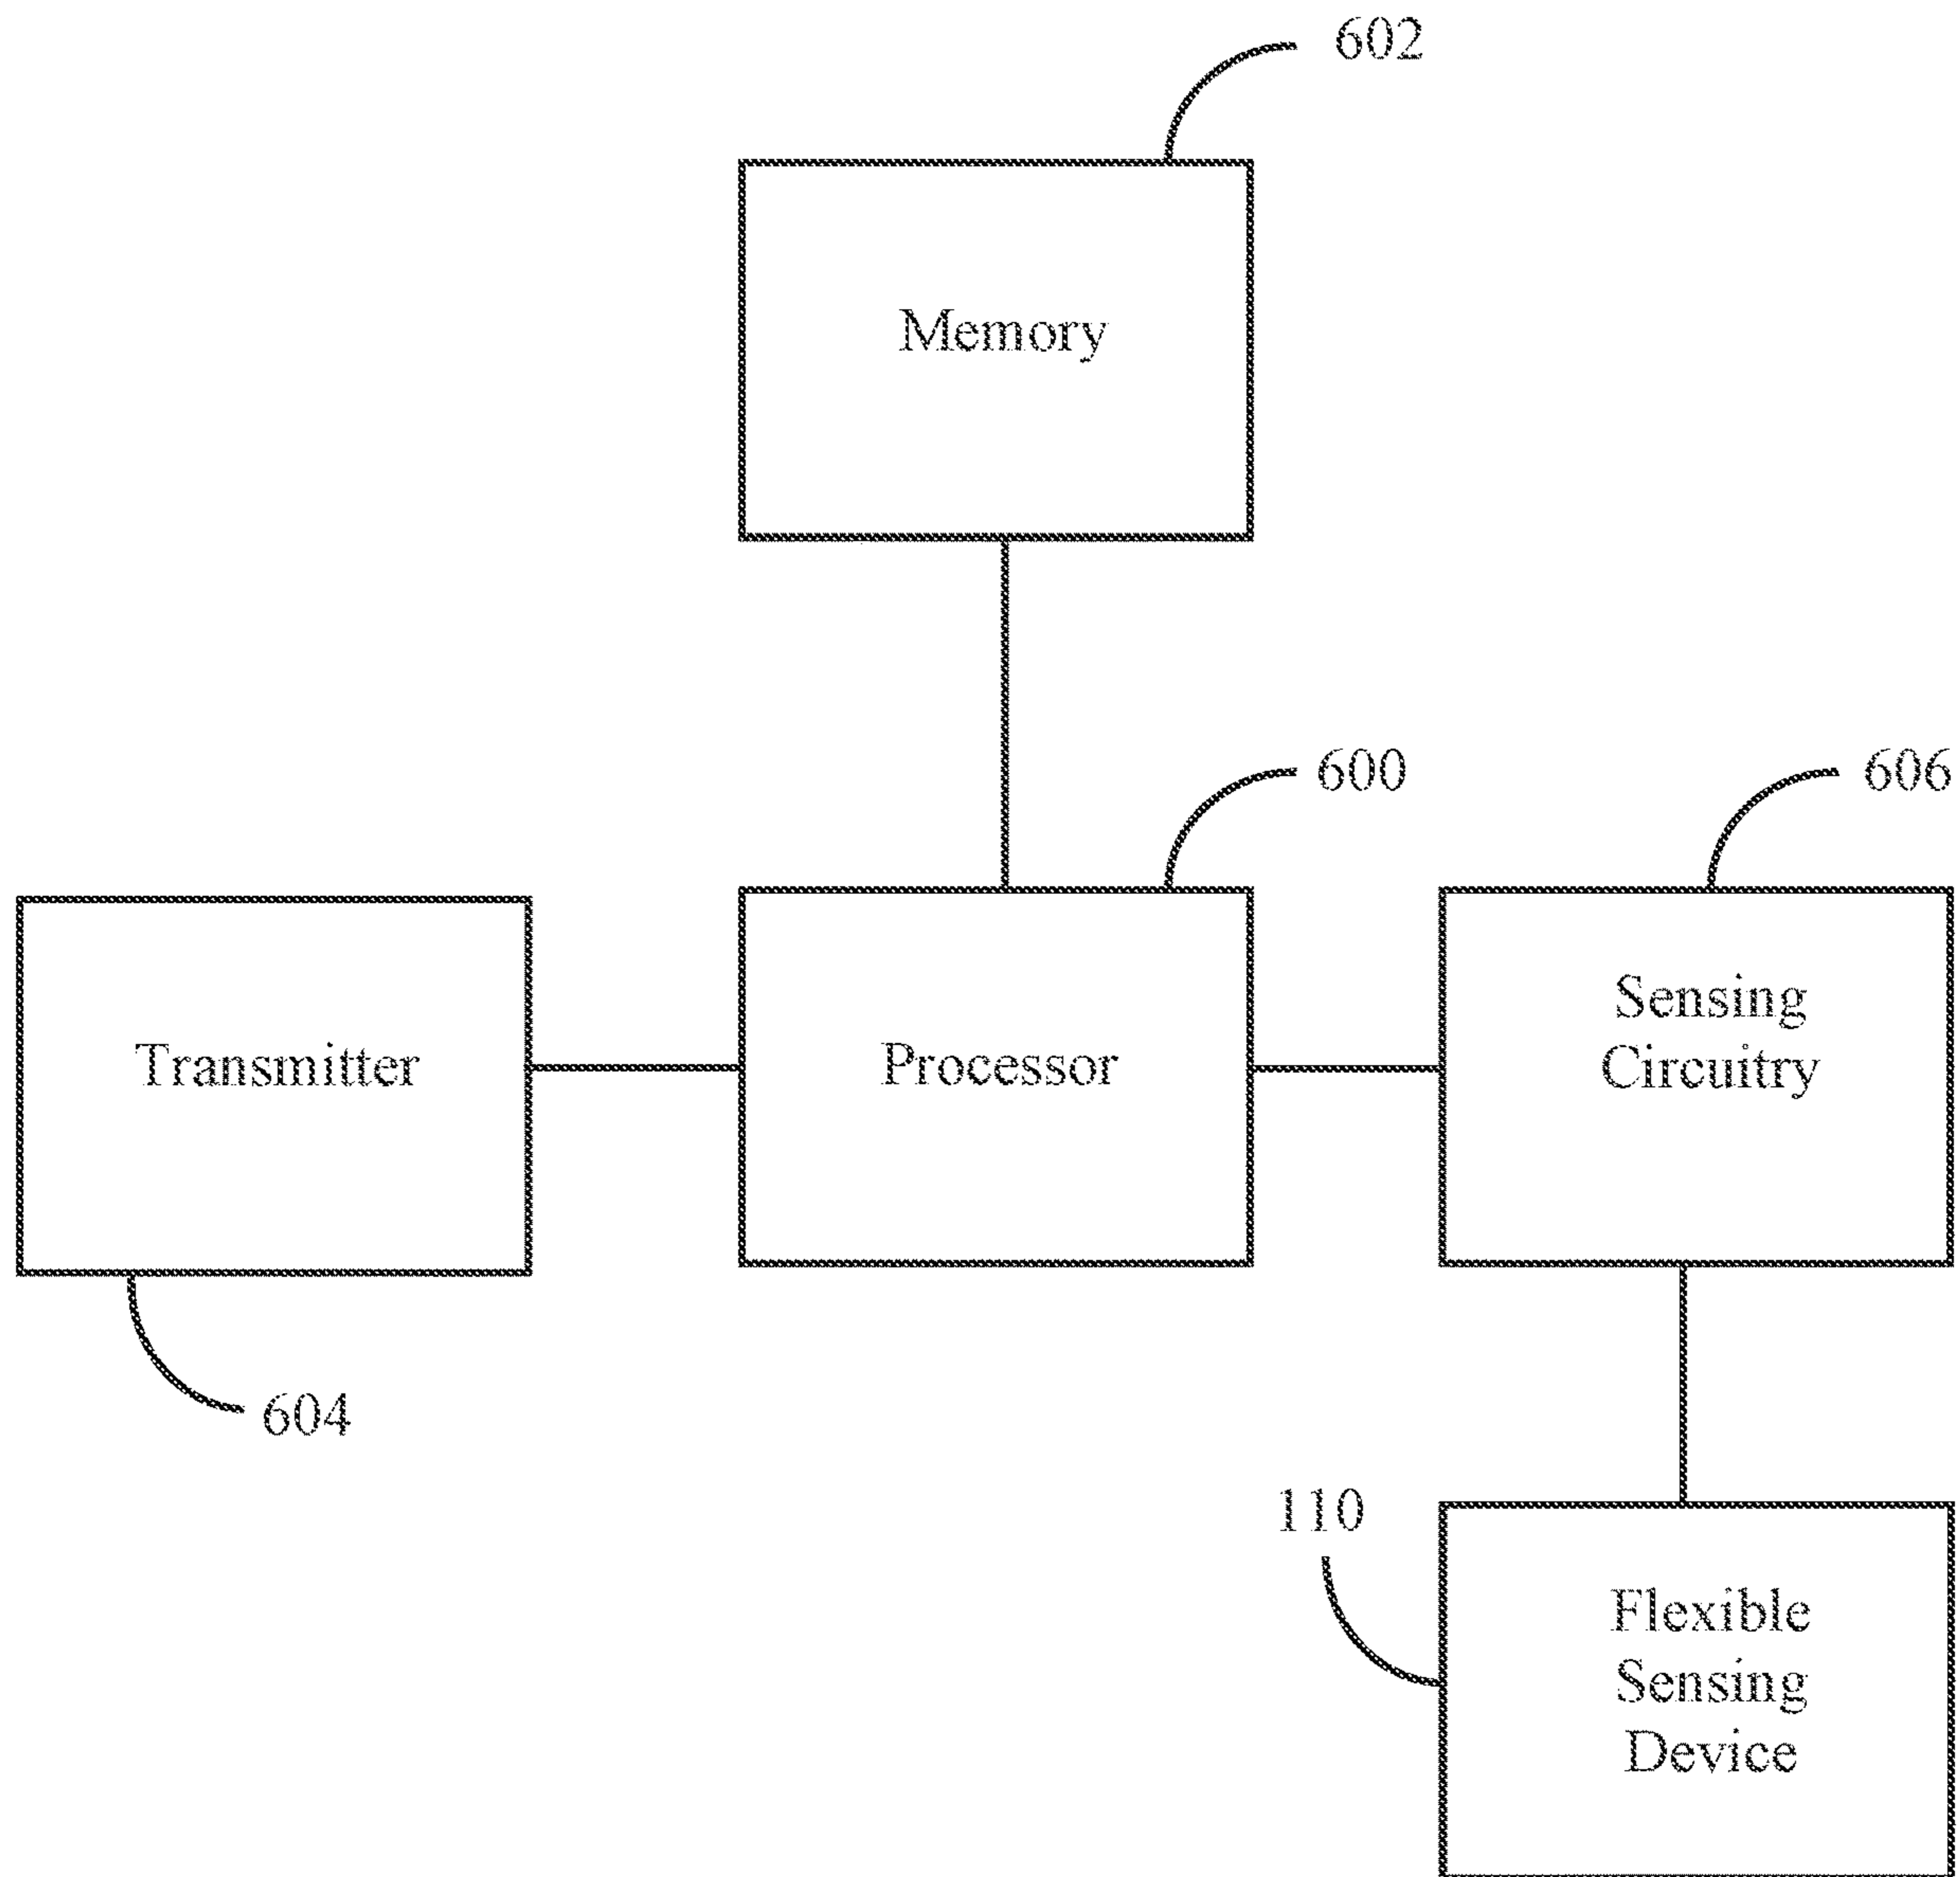 602
Memory
600
606
Transmitter
Processor
Sensing
Circuitry
604
110
Flexible
Sensing
Device